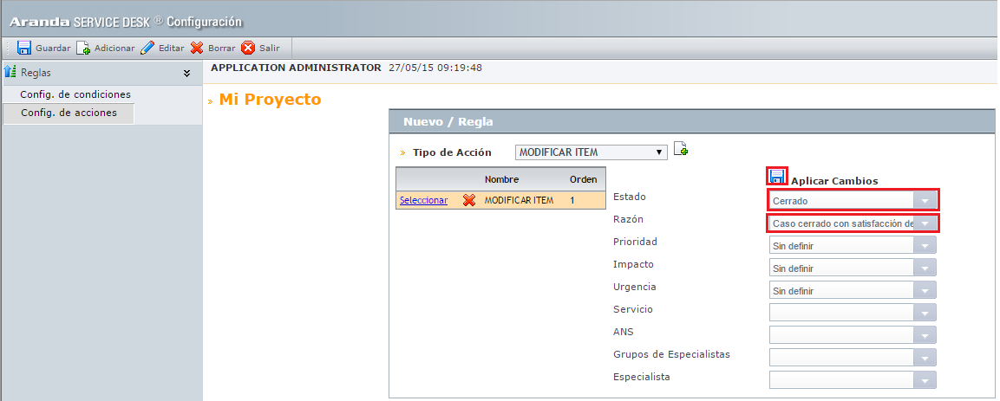 Aranda SERVICE DESK ® Configuración
Guardar Adicionar Editar Borrar Salir
Reglas
Config. de condiciones
Config. de acciones
APPLICATION ADMINISTRATOR 27/05/15 09:19:48
» Mi Proyecto
Nuevo / Regla
» Tipo de Acción MODIFICAR ITEM
Nombre Orden
Seleccionar MODIFICAR ITEM 1
Aplicar Cambios
Estado Cerrado
Razón Caso cerrado con satisfacción de
Prioridad Sin definir
Impacto Sin definir
Urgencia Sin definir
Servicio
ANS
Grupos de Especialistas
Especialista